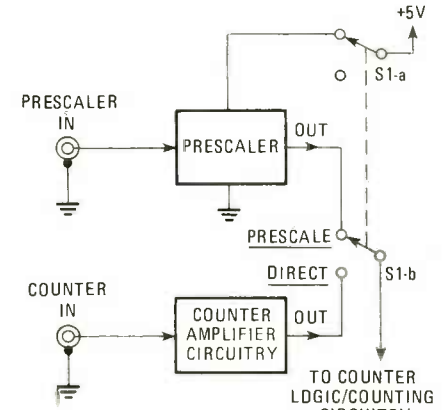 +5V
S1-a
PRESCALER
IN
PRESCALER
OUT
PRESCALE
DIRECT
S1-b
COUNTER
IN
COUNTER
AMPLIFIER
CIRCUITRY
OUT
TO COUNTER
LOGIC/COUNTING